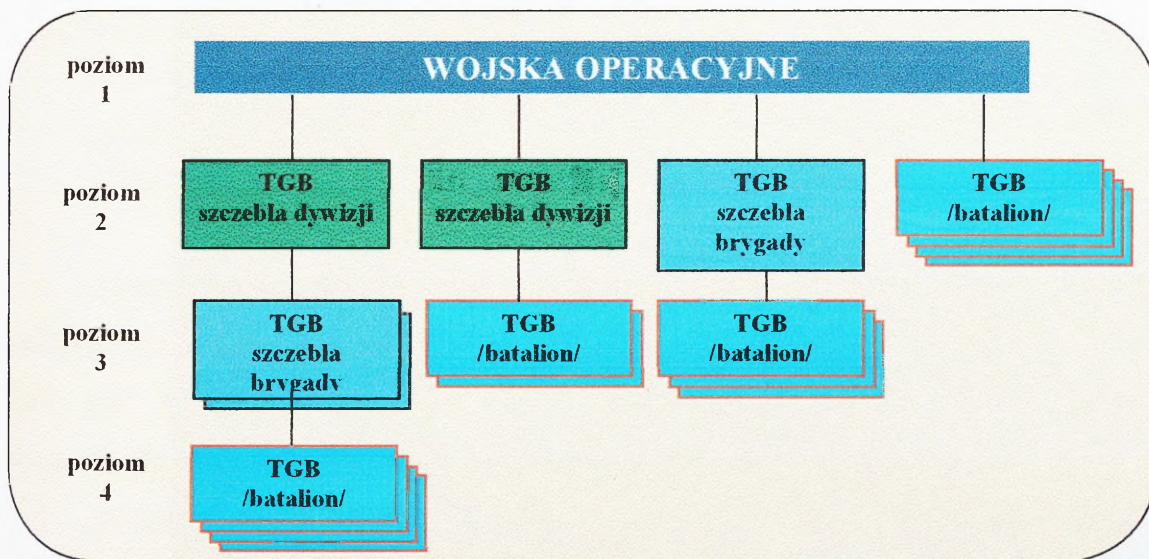 poziom
1
WOJSKA OPERACYJNE
poziom
2
TGB
szczebla dywizji
TGB
szczebla dywizji
TGB
szczebla
brygady
TGB
/batalion/
poziom
3
TGB
szczebla
brygady
TGB
/batalion/
TGB
/batalion/
poziom
4
TGB
/batalion/